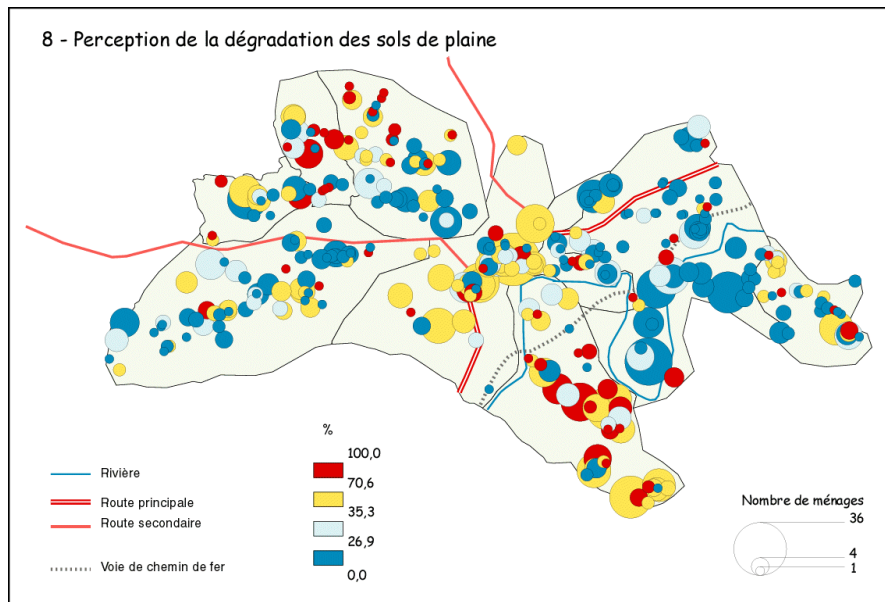 8 - Perception de la dégradation des sols de plaine
%
100,0
70,6
35,3
26,9
0,0
Rivière
Route principale
Route secondaire
Voie de chemin de fer
Nombre de ménages
36
4
1